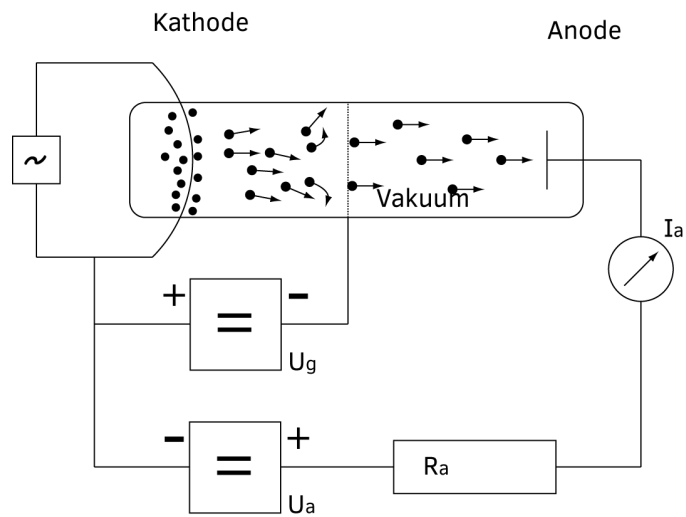 Kathode
Anode
~
Vakuum
Ia
+ = -
Ug
- = +
Ra
Ua